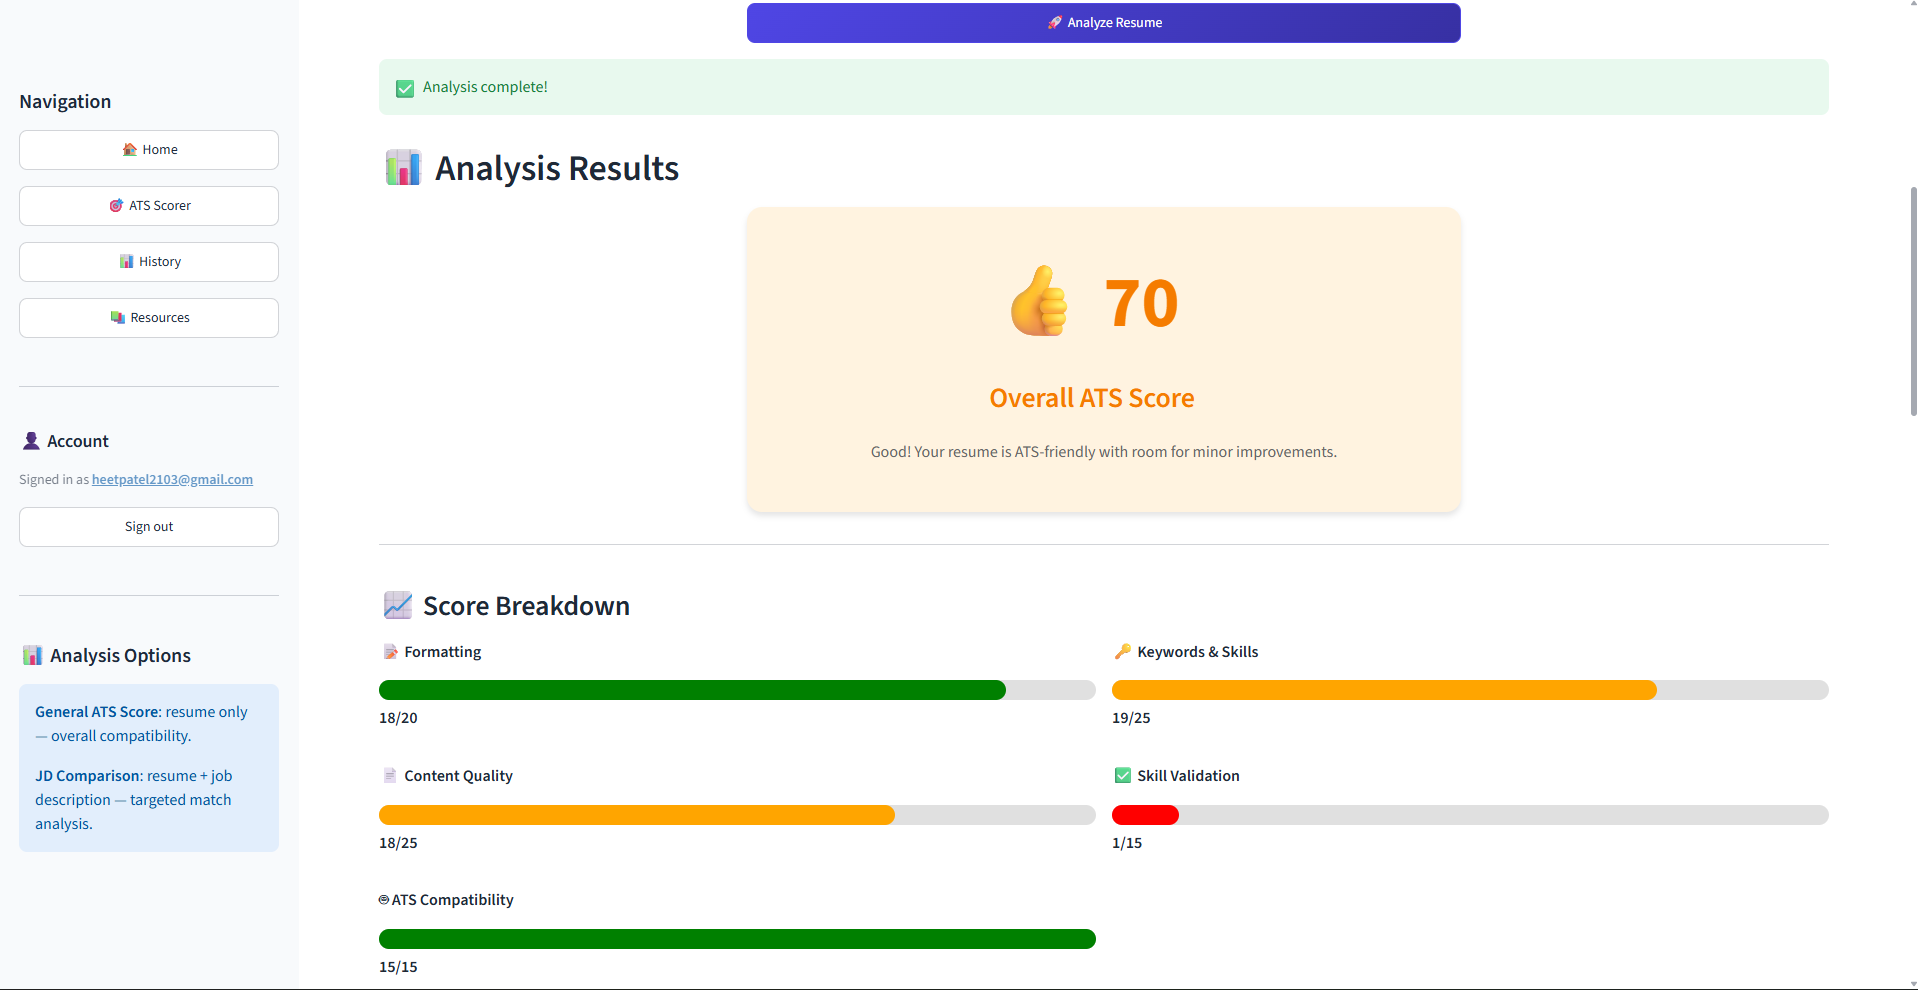 Navigation
Home
ATS Scorer
History
Resources
Account
Signed in as heetpatel2103@gmail.com
Sign out
Analysis Options
General ATS Score: resume only
— overall compatibility.
JD Comparison: resume + job
description — targeted match
analysis.
Analyze Resume
Analysis complete!
Analysis Results
70
Overall ATS Score
Good! Your resume is ATS-friendly with room for minor improvements.
Score Breakdown
Formatting
18/20
Keywords & Skills
19/25
Content Quality
18/25
Skill Validation
1/15
ATS Compatibility
15/15